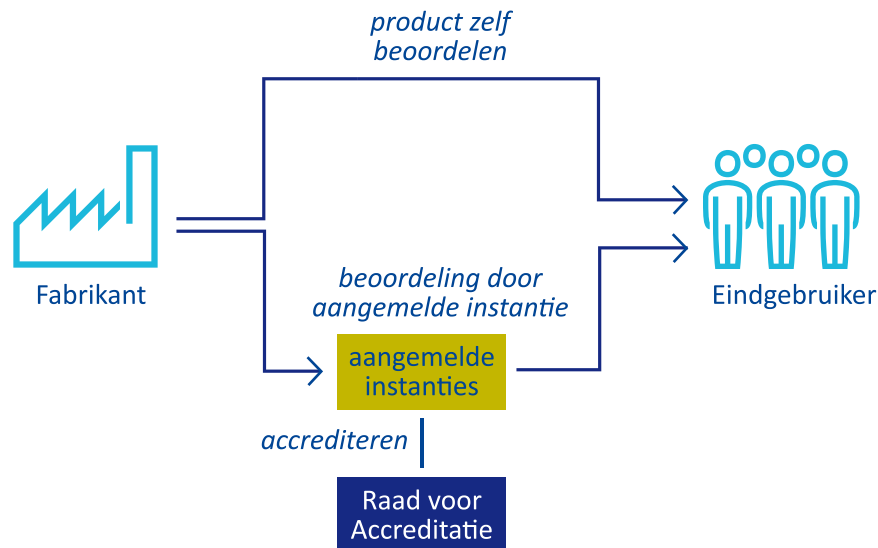 product zelf
beoordelen
Fabrikant
Eindgebruiker
beoordeling door
aangemelde instantie
aangemelde
instanties
accrediteren
Raad voor
Accreditatie